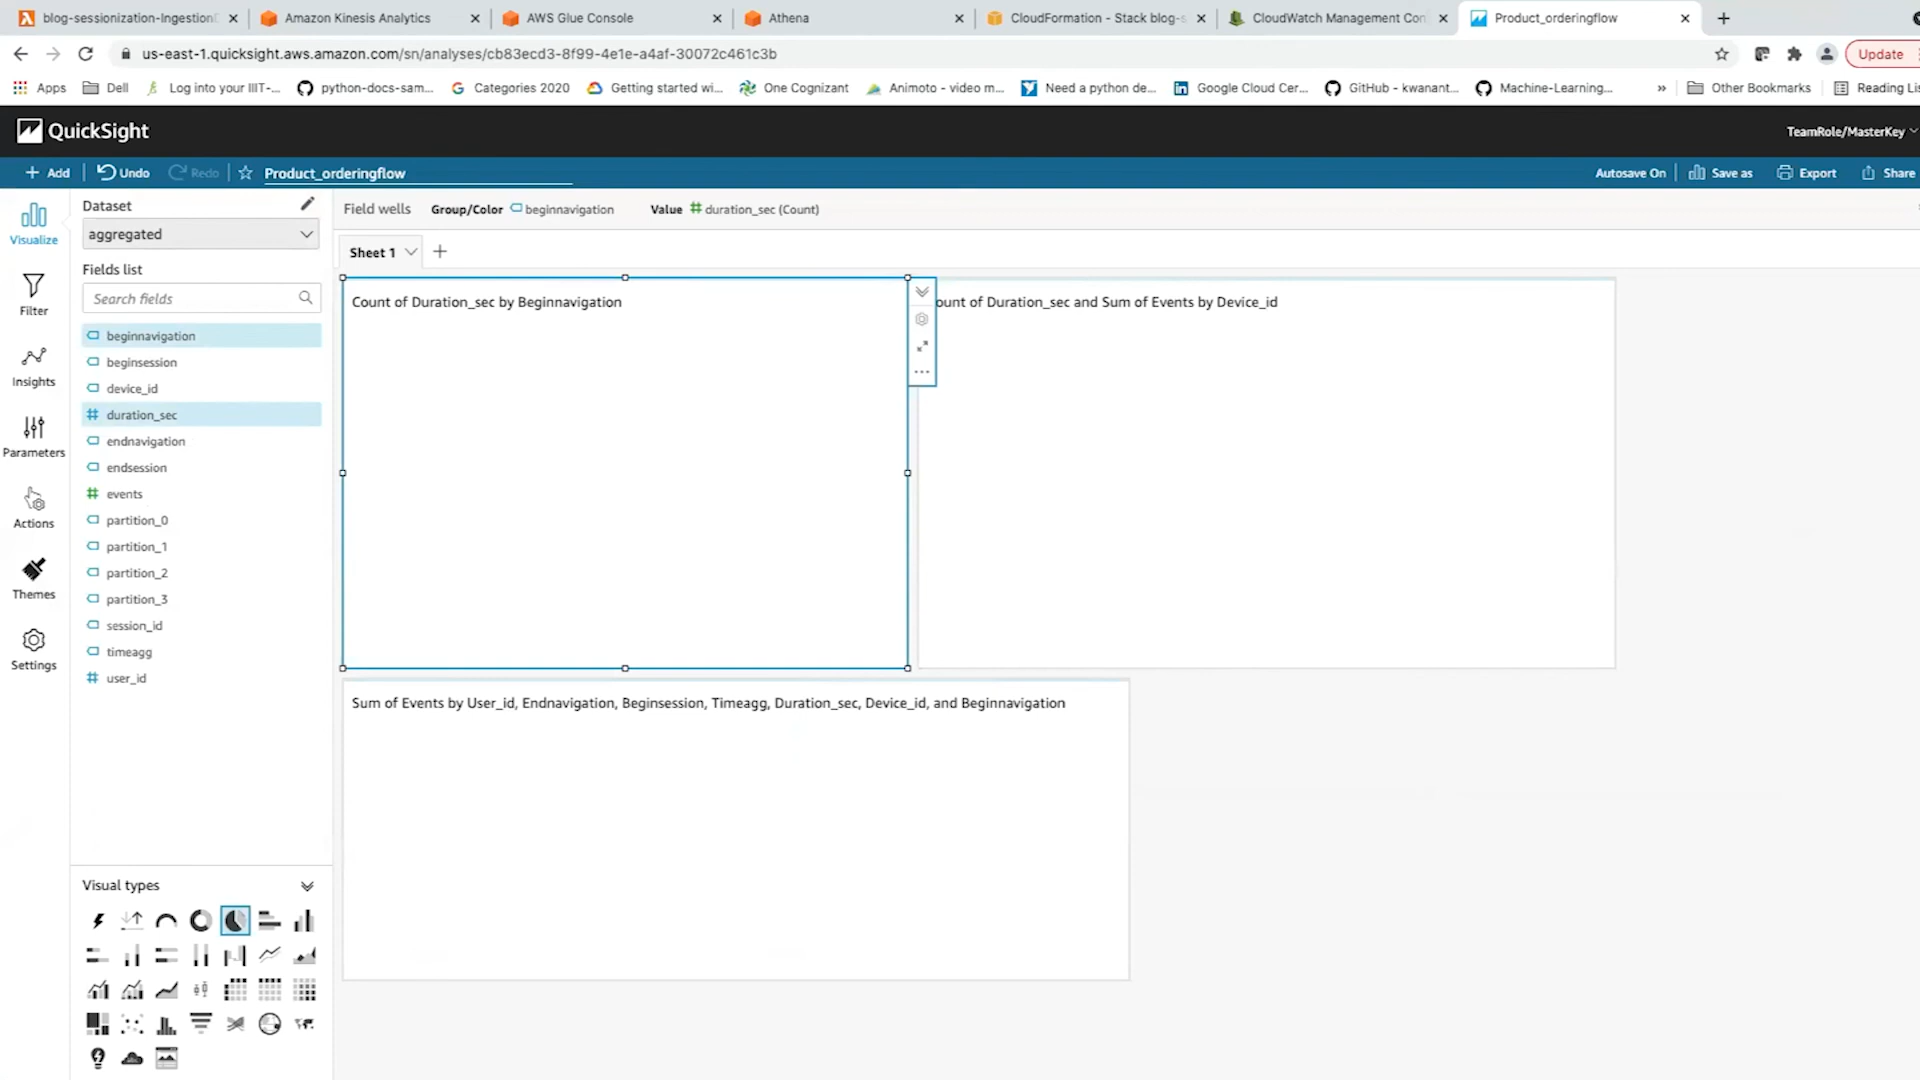 blog-sessionization-Ingestion
Amazon Kinesis Analytics
AWS Glue Console
Athena
CloudFormation - Stack blog-s
CloudWatch Management Con
Product_orderingflow
us-east-1.quicksight.aws.amazon.com/sn/analyses/cb83ecd3-8f99-4e1e-a4af-30072c461c3b
Update
Apps
Dell
Log into your IIIT-...
python-docs-sam...
Categories 2020
Getting started wi...
One Cognizant
Animoto - video m...
Need a python de...
Google Cloud Cer...
GitHub - kwanant...
Machine-Learning...
»
Other Bookmarks
Reading Lis
QuickSight
TeamRole/MasterKey
+ Add
Undo
Redo
Product_orderingflow
Autosave On
Save as
Export
Share
Visualize
Filter
Insights
Parameters
Actions
Themes
Settings
Dataset
aggregated
Fields list
Search fields
beginnavigation
beginsession
device_id
# duration_sec
endnavigation
endsession
# events
partition_0
partition_1
partition_2
partition_3
session_id
timeagg
# user_id
Visual types
Field wells
Group/Color
beginnavigation
Value
# duration_sec (Count)
Sheet 1
+
Count of Duration_sec by Beginnavigation
ount of Duration_sec and Sum of Events by Device_id
Sum of Events by User_id, Endnavigation, Beginsession, Timeagg, Duration_sec, Device_id, and Beginnavigation